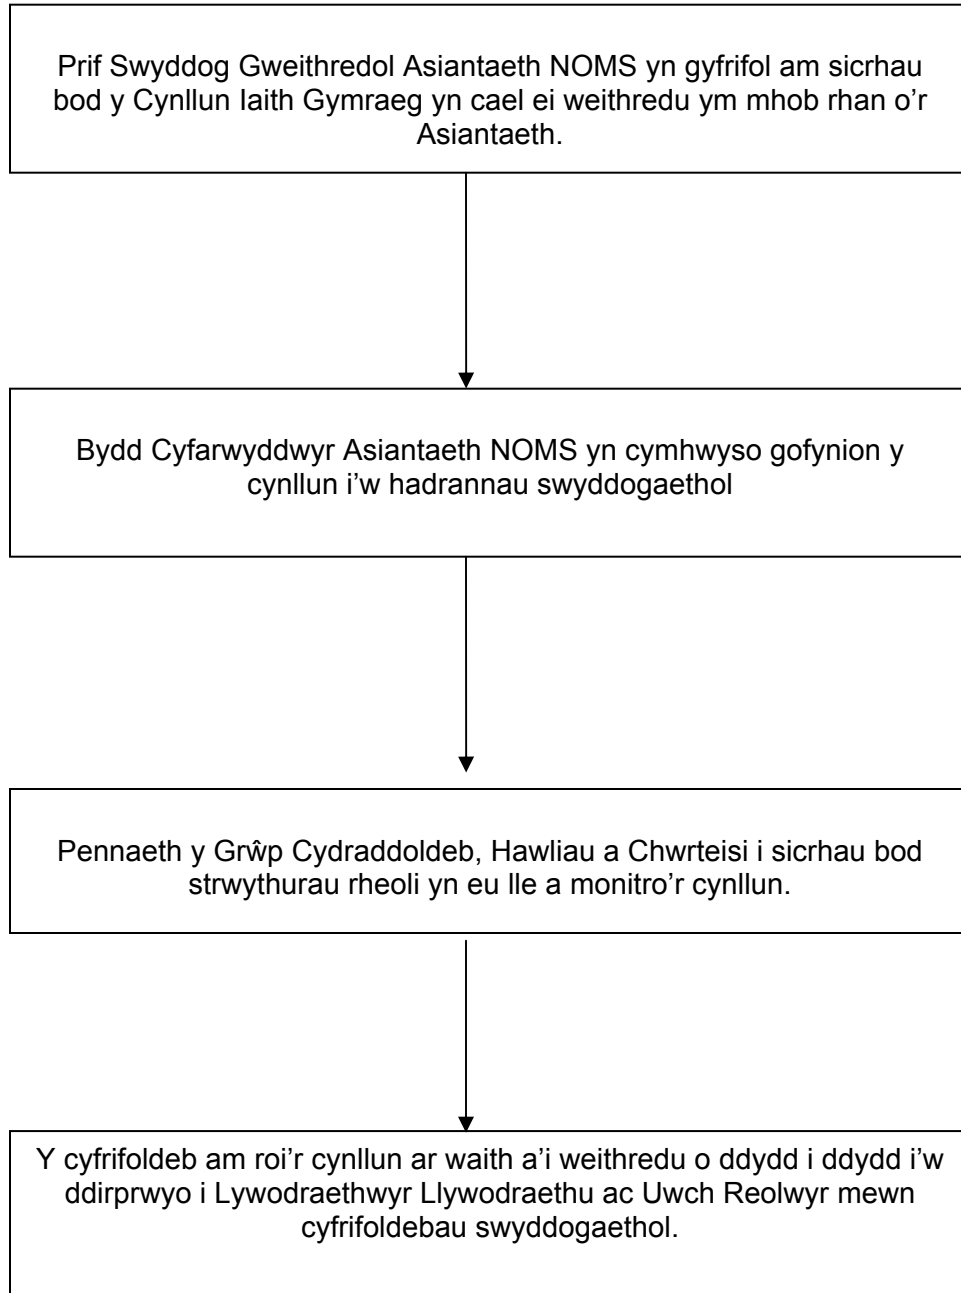 Prif Swyddog Gweithredol Asiantaeth NOMS yn gyfrifol am sicrhau
bod y Cynllun Iaith Gymraeg yn cael ei weithredu ym mhob rhan o’r
Asiantaeth.
Bydd Cyfarwyddwyr Asiantaeth NOMS yn cymhwyso gofynion y
cynllun i’w hadrannau swyddogaethol
Pennaeth y Grŵp Cydraddoldeb, Hawliau a Chwrteisi i sicrhau bod
strwythurau rheoli yn eu lle a monitro’r cynllun.
Y cyfrifoldeb am roi’r cynllun ar waith a’i weithredu o ddydd i ddydd i’w
ddirprwyo i Lywodraethwyr Llywodraethu ac Uwch Reolwyr mewn
cyfrifoldebau swyddogaethol.